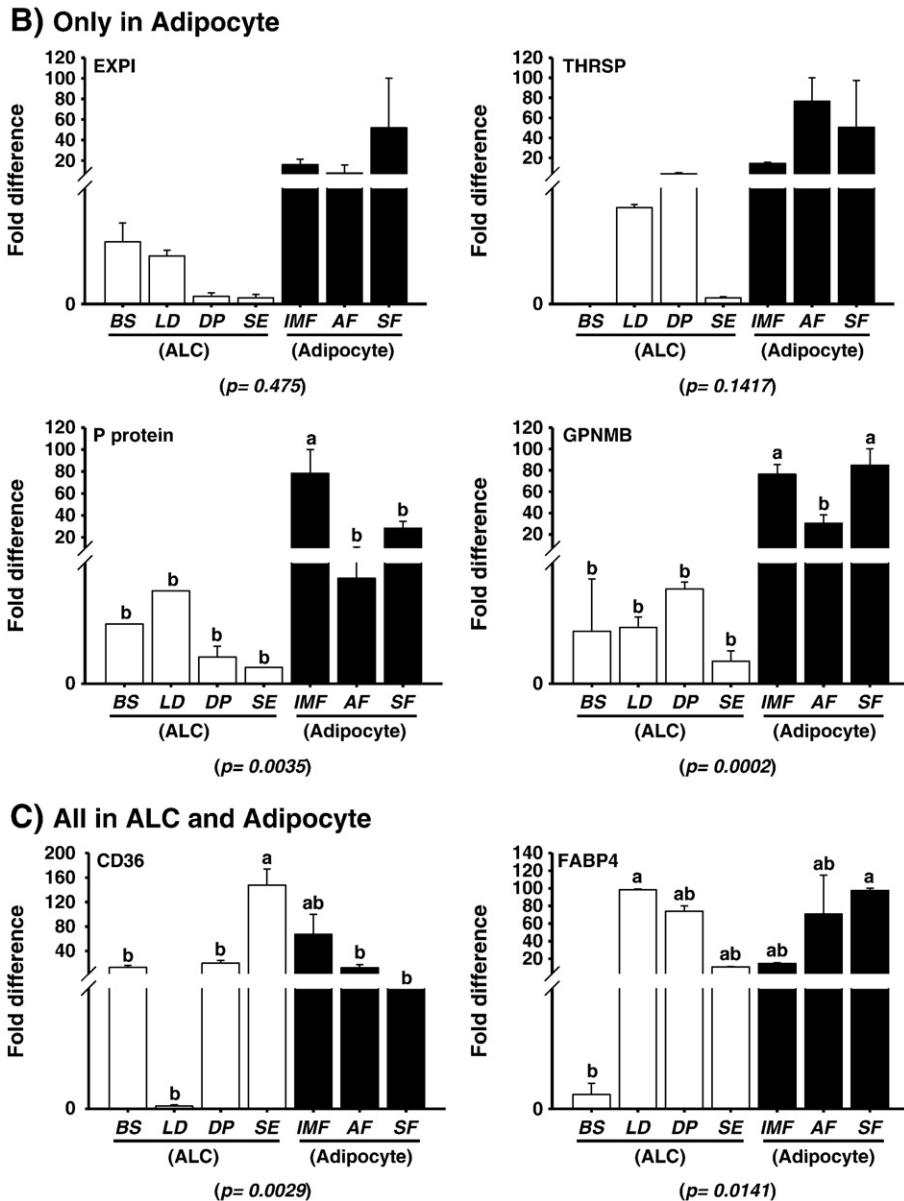 B) Only in Adipocyte
EXPI
Fold difference
120
100
80
60
40
20
0
BS LD DP SE IMF AF SF
(ALC) (Adipocyte)
(p= 0.475)
THRSP
Fold difference
120
100
80
60
40
20
0
BS LD DP SE IMF AF SF
(ALC) (Adipocyte)
(p= 0.1417)
P protein
Fold difference
120
100
80
60
40
20
0
b b b b a b b
BS LD DP SE IMF AF SF
(ALC) (Adipocyte)
(p= 0.0035)
GPNMB
Fold difference
120
100
80
60
40
20
0
b b b b a b a
BS LD DP SE IMF AF SF
(ALC) (Adipocyte)
(p= 0.0002)
C) All in ALC and Adipocyte
CD36
Fold difference
200
160
120
80
40
0
b b b a ab b b
BS LD DP SE IMF AF SF
(ALC) (Adipocyte)
(p= 0.0029)
FABP4
Fold difference
140
120
100
80
60
40
20
0
b a ab ab ab ab a
BS LD DP SE IMF AF SF
(ALC) (Adipocyte)
(p= 0.0141)